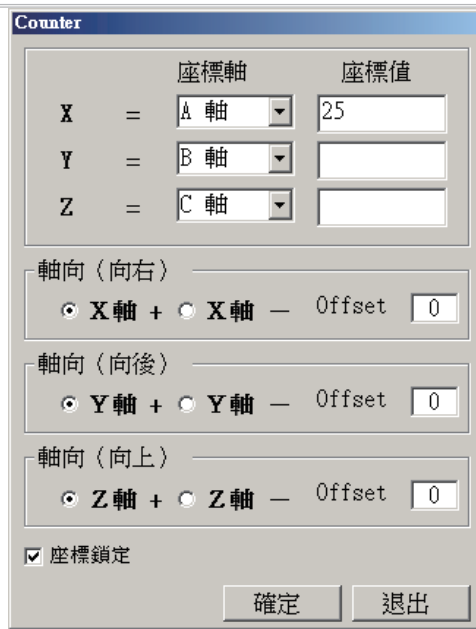 Counter
座標軸 座標值
X = A 軸 25
Y = B 軸
Z = C 軸
軸向（向右）
X軸 + X軸 — Offset 0
軸向（向後）
Y軸 + Y軸 — Offset 0
軸向（向上）
Z軸 + Z軸 — Offset 0
座標鎖定
確定 退出